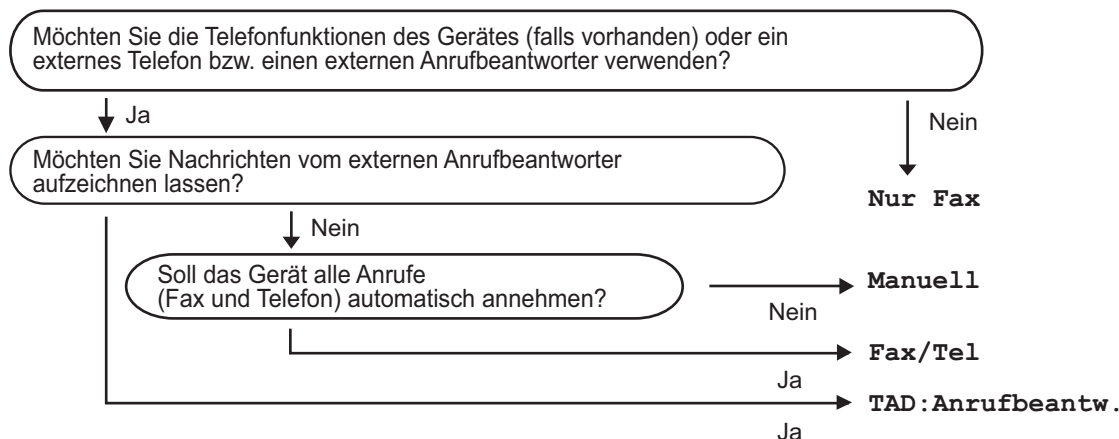 Möchten Sie die Telefonfunktionen des Gerätes (falls vorhanden) oder ein
externes Telefon bzw. einen externen Anrufbeantworter verwenden?
Ja
Nein
Möchten Sie Nachrichten vom externen Anrufbeantworter
aufzeichnen lassen?
Nur Fax
Nein
Soll das Gerät alle Anrufe
(Fax und Telefon) automatisch annehmen?
Manuell
Nein
Fax/Tel
Ja
TAD:Anrufbeantw.
Ja